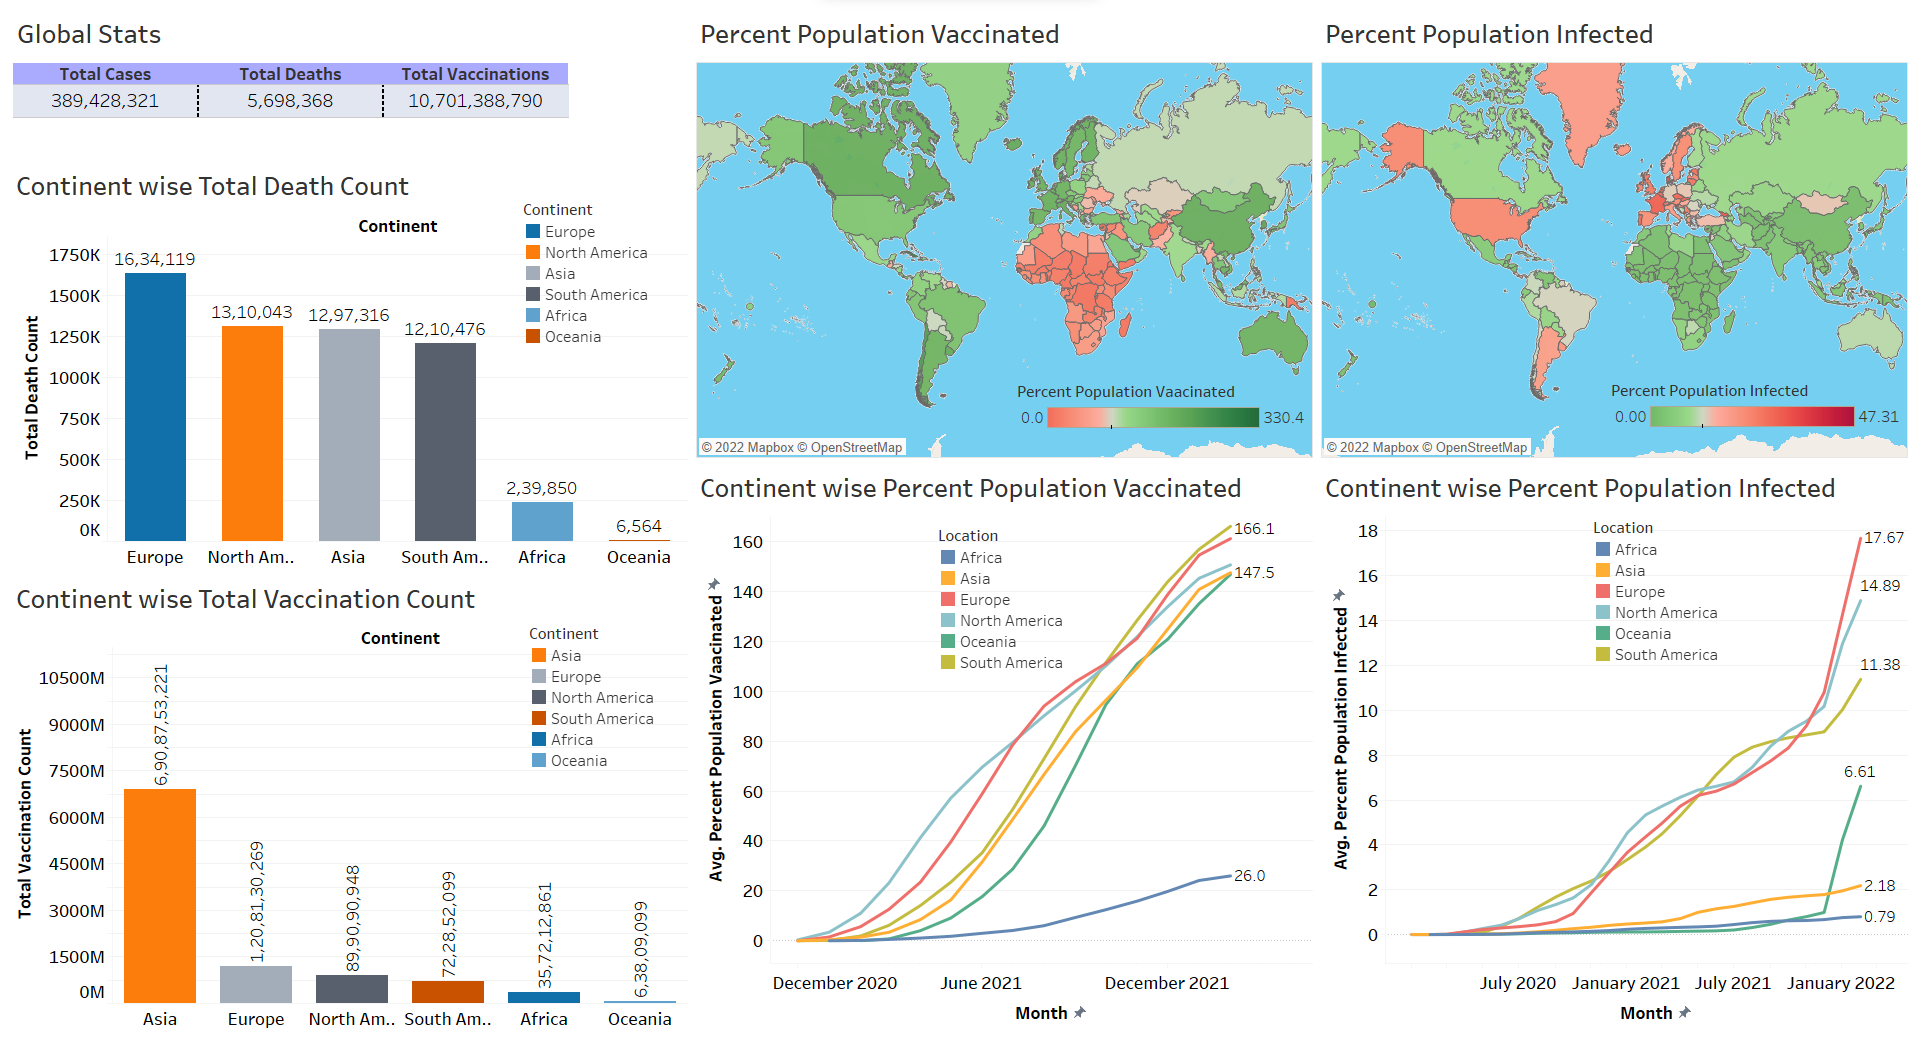 Global Stats
Total Cases Total Deaths Total Vaccinations
389,428,321 5,698,368 10,701,388,790
Continent wise Total Death Count
Continent
Continent
Europe
North America
Asia
South America
Africa
Oceania
Total Death Count
1750K
1500K
1250K
1000K
750K
500K
250K
0K
16,34,119
13,10,043
12,97,316
12,10,476
2,39,850
6,564
Europe North Am.. Asia South Am.. Africa Oceania
Continent wise Total Vaccination Count
Continent
Continent
Asia
Europe
North America
South America
Africa
Oceania
Total Vaccination Count
10500M
9000M
7500M
6000M
4500M
3000M
1500M
0M
6,90,87,53,221
1,20,81,30,269
89,90,90,948
72,28,52,099
35,72,12,861
6,38,09,099
Asia Europe North Am.. South Am.. Africa Oceania
Percent Population Vaccinated
Percent Population Vaacinated
0.0 330.4
© 2022 Mapbox © OpenStreetMap
Percent Population Infected
Percent Population Infected
0.00 47.31
© 2022 Mapbox © OpenStreetMap
Continent wise Percent Population Vaccinated
Location
Africa
Asia
Europe
North America
Oceania
South America
Avg. Percent Population Vaacinated
160
140
120
100
80
60
40
20
0
166.1
147.5
26.0
December 2020 June 2021 December 2021
Month
Continent wise Percent Population Infected
Location
Africa
Asia
Europe
North America
Oceania
South America
Avg. Percent Population Infected
18
16
14
12
10
8
6
4
2
0
17.67
14.89
11.38
6.61
2.18
0.79
July 2020 January 2021 July 2021 January 2022
Month